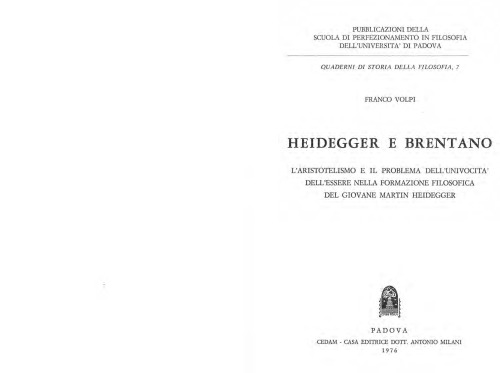 PUBBLICAZIONI DELLA
SCUOLA DI PERFEZIONAMENTO IN FILOSOFIA
DELL'UNIVERSITA' DI PADOVA
QUADERNI DI STORIA DELLA FILOSOFIA, 7
FRANCO VOLPI
HEIDEGGER E BRENTANO
L'ARISTOTELISMO E IL PROBLEMA DELL'UNIVOCITA'
DELL'ESSERE NELLA FORMAZIONE FILOSOFICA
DEL GIOVANE MARTIN HEIDEGGER
PADOVA
CEDAM - CASA EDITRICE DOTT. ANTONIO MILANI
1976